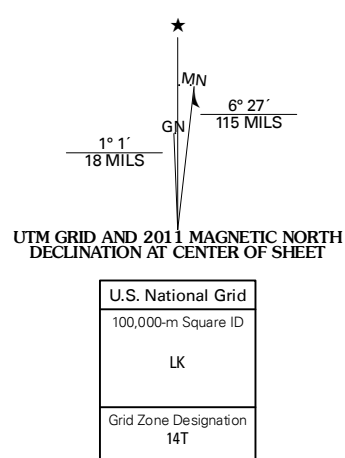 ★
MN
GN
6° 27´
115 MILS
1° 1´
18 MILS
UTM GRID AND 2011 MAGNETIC NORTH
DECLINATION AT CENTER OF SHEET
U.S. National Grid
100,000-m Square ID
LK
Grid Zone Designation
14T